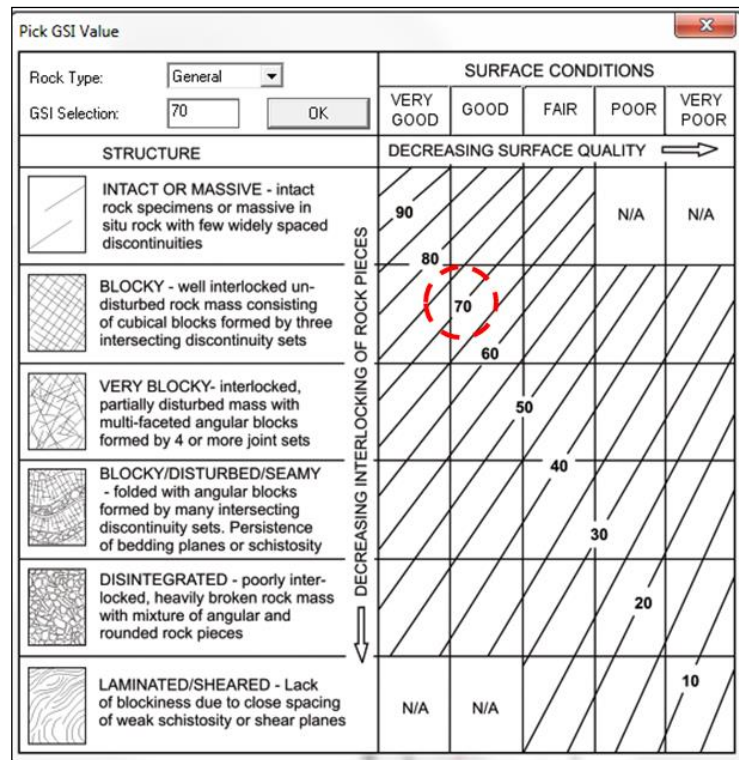 Pick GSI Value
x
Rock Type:
General
GSI Selection:
70
OK
SURFACE CONDITIONS
VERY GOOD
GOOD
FAIR
POOR
VERY POOR
STRUCTURE
DECREASING SURFACE QUALITY
DECREASING INTERLOCKING OF ROCK PIECES
INTACT OR MASSIVE - intact
rock specimens or massive in
situ rock with few widely spaced
discontinuities
90
80
N/A
N/A
BLOCKY - well interlocked un-
disturbed rock mass consisting
of cubical blocks formed by three
intersecting discontinuity sets
70
60
VERY BLOCKY- interlocked,
partially disturbed mass with
multi-faceted angular blocks
formed by 4 or more joint sets
50
BLOCKY/DISTURBED/SEAMY
- folded with angular blocks
formed by many intersecting
discontinuity sets. Persistence
of bedding planes or schistosity
40
30
DISINTEGRATED - poorly inter-
locked, heavily broken rock mass
with mixture of angular and
rounded rock pieces
20
LAMINATED/SHEARED - Lack
of blockiness due to close spacing
of weak schistosity or shear planes
N/A
N/A
10